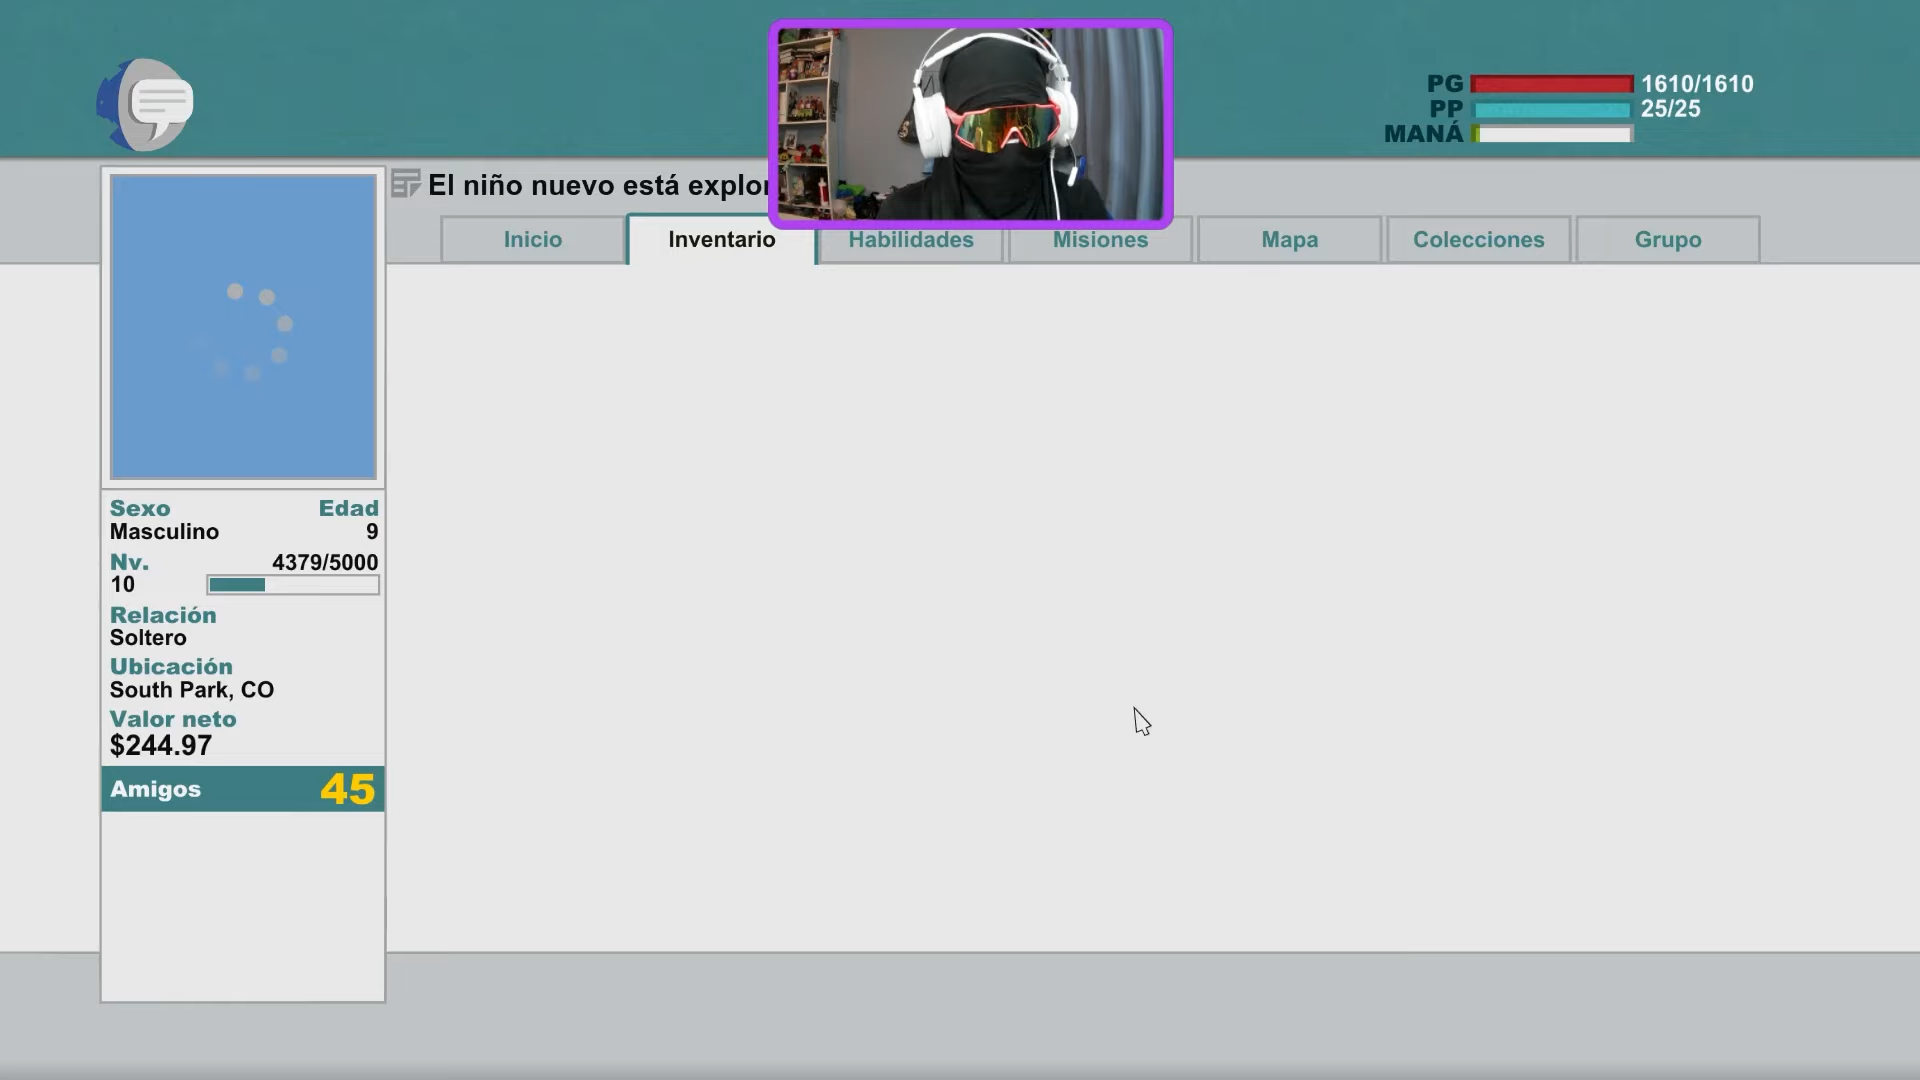 PG 1610/1610
PP 25/25
MANÁ
El niño nuevo está explo
Inicio
Inventario
Habilidades
Misiones
Mapa
Colecciones
Grupo
Sexo Edad
Masculino 9
Nv. 4379/5000
10
Relación
Soltero
Ubicación
South Park, CO
Valor neto
$244.97
Amigos 45